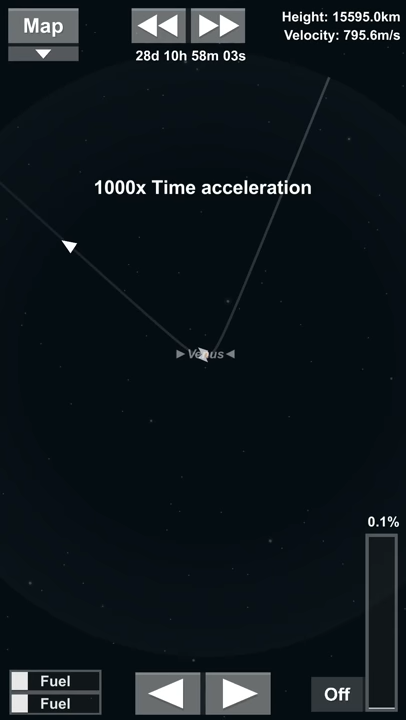 Map
28d 10h 58m 03s
Height: 15595.0km
Velocity: 795.6m/s
1000x Time acceleration
Venus
0.1%
Fuel
Fuel
Off